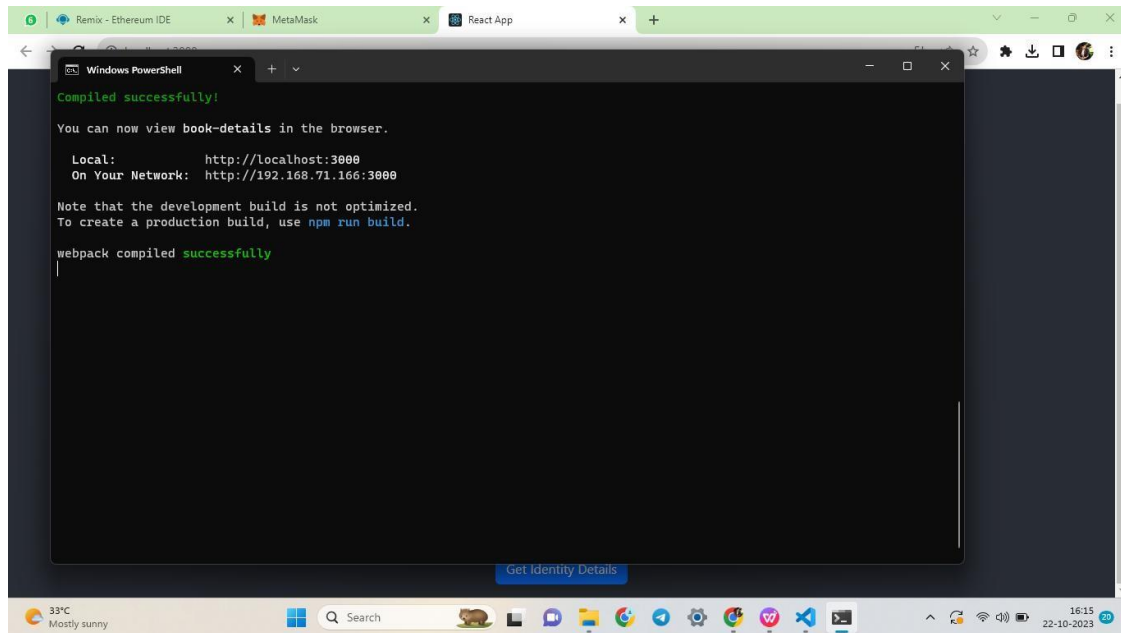 6
Remix - Ethereum IDE
MetaMask
React App
Windows PowerShell
Compiled successfully!
You can now view book-details in the browser.
Local: http://localhost:3000
On Your Network: http://192.168.71.166:3000
Note that the development build is not optimized.
To create a production build, use npm run build.
webpack compiled successfully
Get Identity Details
33°C
Mostly sunny
Search
16:15
22-10-2023
20